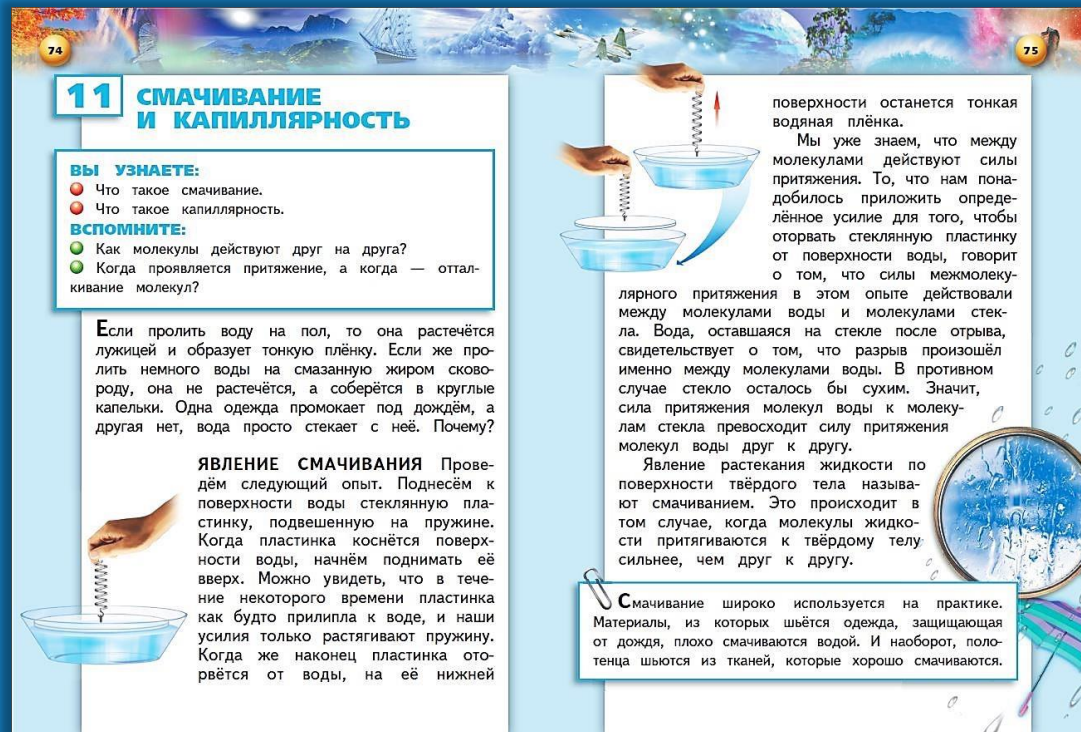 74
11 СМАЧИВАНИЕ
И КАПИЛЛЯРНОСТЬ
ВЫ УЗНАЕТЕ:
Что такое смачивание.
Что такое капиллярность.
ВСПОМНИТЕ:
Как молекулы действуют друг на друга?
Когда проявляется притяжение, а когда — оттал-
кивание молекул?
Если пролить воду на пол, то она растечётся
лужицей и образует тонкую плёнку. Если же про-
лить немного воды на смазанную жиром сково-
роду, она не растечётся, а соберётся в круглые
капельки. Одна одежда промокает под дождём, а
другая нет, вода просто стекает с неё. Почему?
ЯВЛЕНИЕ СМАЧИВАНИЯ Прове-
дём следующий опыт. Поднесём к
поверхности воды стеклянную пла-
стинку, подвешенную на пружине.
Когда пластинка коснётся поверх-
ности воды, начнём поднимать её
вверх. Можно увидеть, что в тече-
ние некоторого времени пластинка
как будто прилипла к воде, и наши
усилия только растягивают пружину.
Когда же наконец пластинка ото-
рвётся от воды, на её нижней
75
поверхности останется тонкая
водяная плёнка.
Мы уже знаем, что между
молекулами действуют силы
притяжения. То, что нам пона-
добилось приложить опреде-
лённое усилие для того, чтобы
оторвать стеклянную пластинку
от поверхности воды, говорит
о том, что силы межмолеку-
лярного притяжения в этом опыте действовали
между молекулами воды и молекулами стек-
ла. Вода, оставшаяся на стекле после отрыва,
свидетельствует о том, что разрыв произошёл
именно между молекулами воды. В противном
случае стекло осталось бы сухим. Значит,
сила притяжения молекул воды к молеку-
лам стекла превосходит силу притяжения
молекул воды друг к другу.
Явление растекания жидкости по
поверхности твёрдого тела называ-
ют смачиванием. Это происходит в
том случае, когда молекулы жидко-
сти притягиваются к твёрдому телу
сильнее, чем друг к другу.
Смачивание широко используется на практике.
Материалы, из которых шьётся одежда, защищающая
от дождя, плохо смачиваются водой. И наоборот, поло-
тенца шьются из тканей, которые хорошо смачиваются.